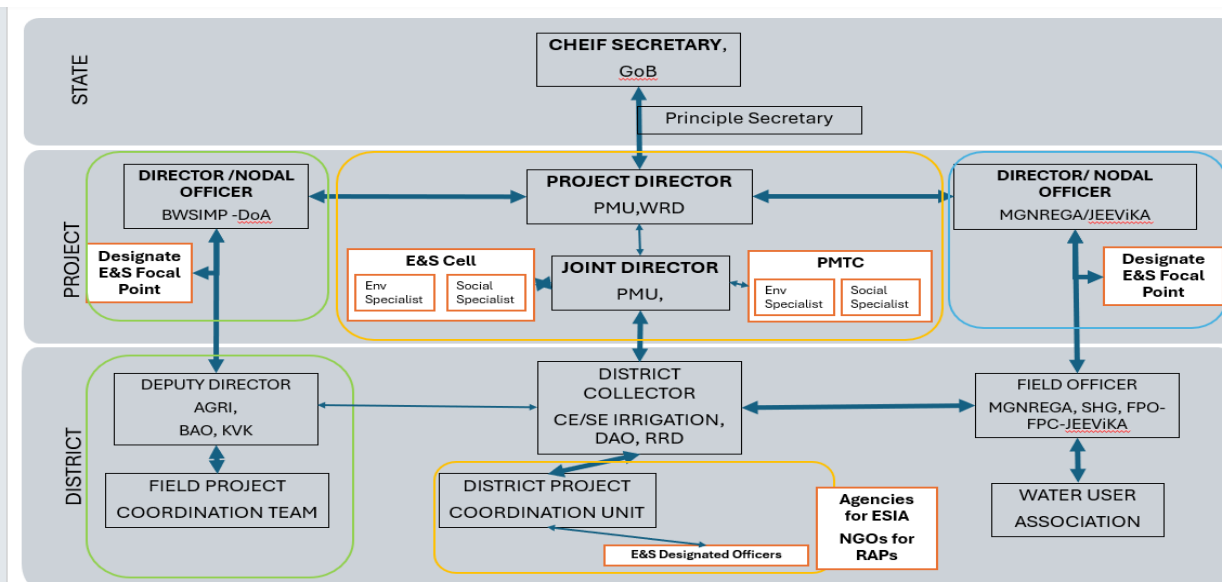 STATE
CHEIF SECRETARY,
GoB
Principle Secretary
PROJECT
DIRECTOR /NODAL
OFFICER
BWSIMP -DoA
Designate
E&S Focal
Point
PROJECT DIRECTOR
PMU,WRD
E&S Cell
Env
Specialist
Social
Specialist
JOINT DIRECTOR
PMU,
PMTC
Env
Specialist
Social
Specialist
DIRECTOR/ NODAL
OFFICER
MGNREGA/JEEViKA
Designate
E&S Focal
Point
DISTRICT
DEPUTY DIRECTOR
AGRI,
BAO, KVK
FIELD PROJECT
COORDINATION TEAM
DISTRICT
COLLECTOR
CE/SE IRRIGATION,
DAO, RRD
DISTRICT PROJECT
COORDINATION UNIT
E&S Designated Officers
Agencies
for ESIA
NGOs for
RAPs
FIELD OFFICER
MGNREGA, SHG, FPO-
FPC-JEEViKA
WATER USER
ASSOCIATION